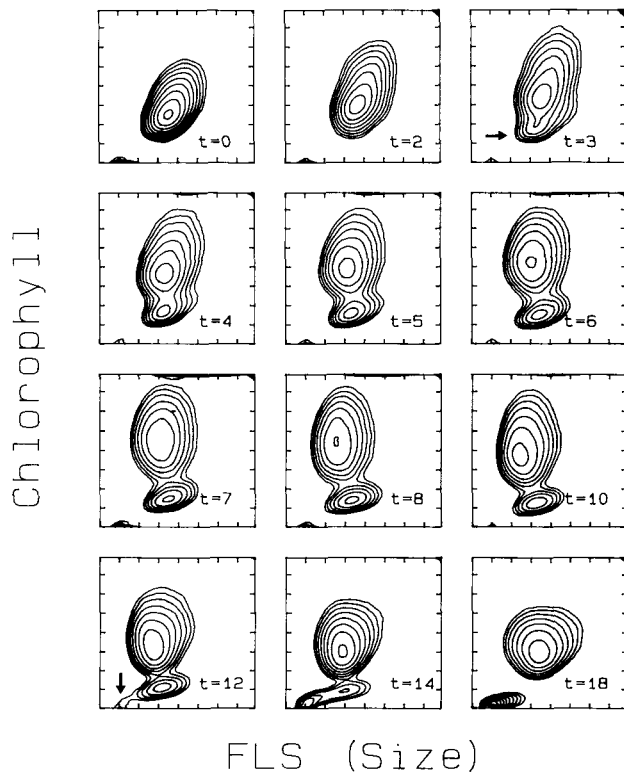 Chlorophyll
t=0
t=2
t=3
t=4
t=5
t=6
t=7
t=8
t=10
t=12
t=14
t=18
FLS (Size)